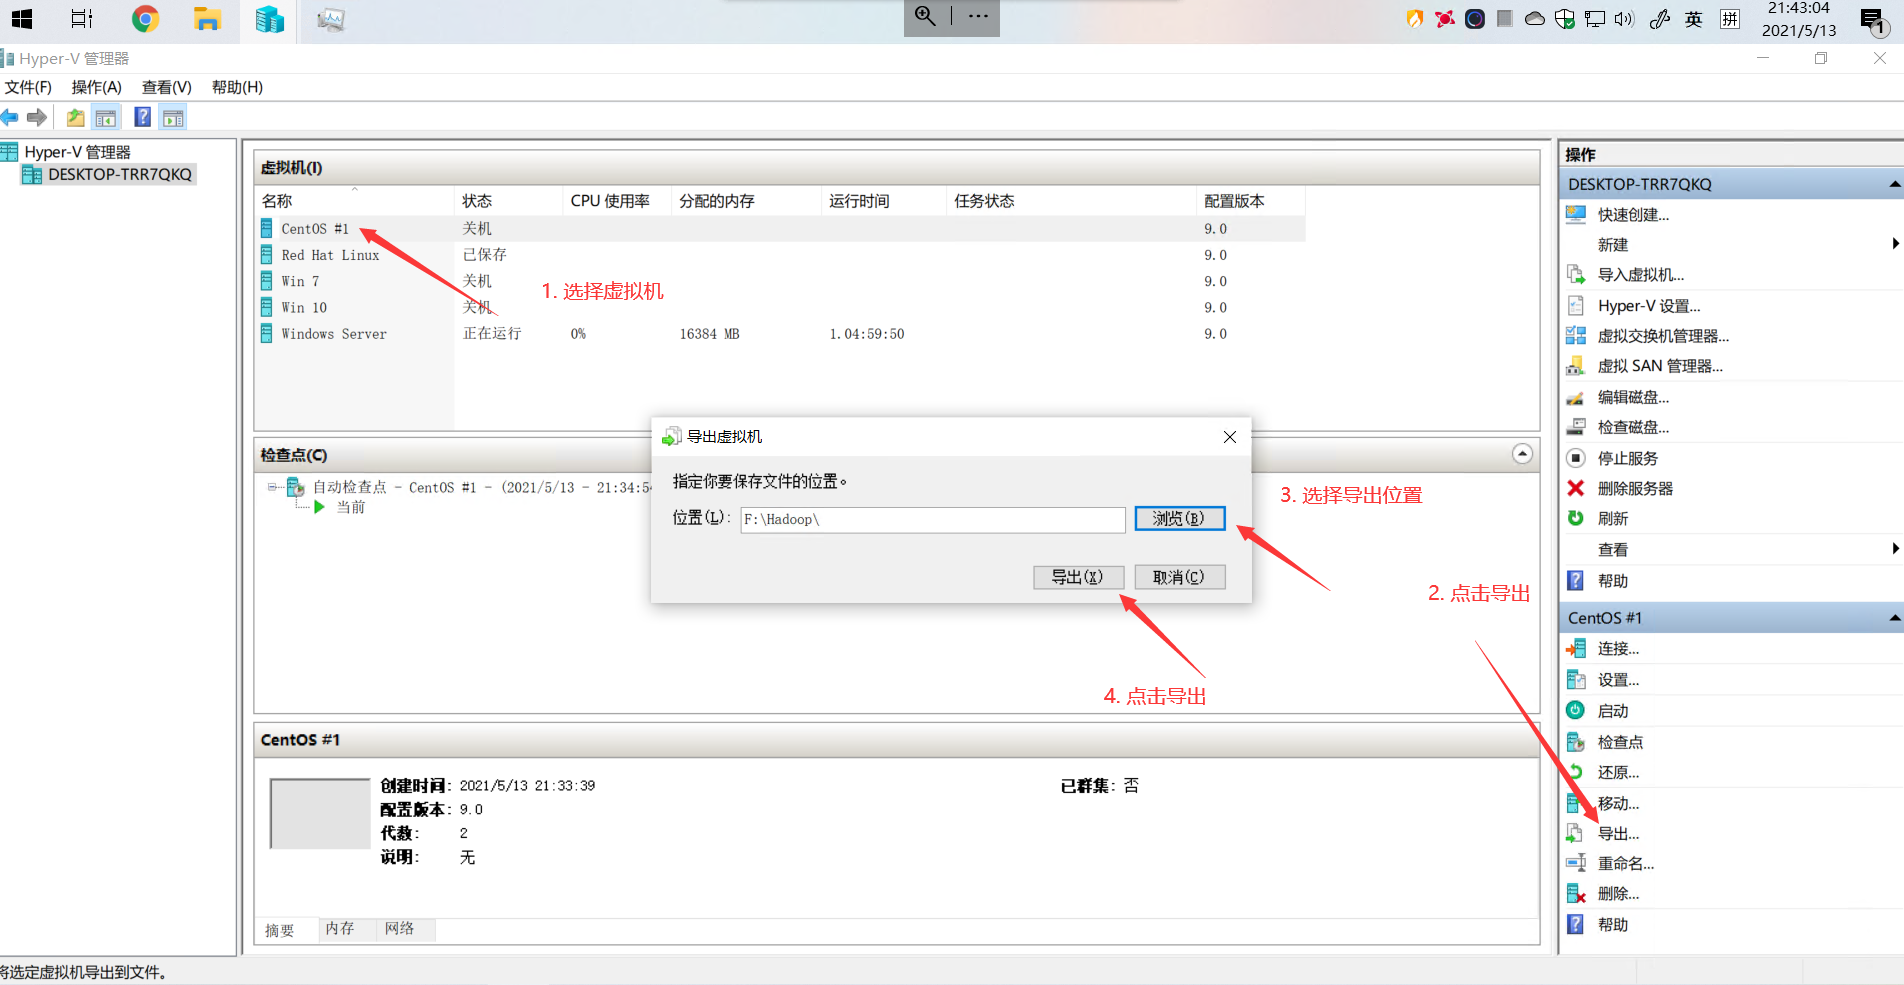 21:43:04
英
拼
2021/5/13
1
Hyper-V 管理器
文件(F) 操作(A) 查看(V) 帮助(H)
Hyper-V 管理器
DESKTOP-TRR7QKQ
虚拟机(I)
名称 状态 CPU 使用率 分配的内存 运行时间 任务状态 配置版本
CentOS #1 关机 9.0
Red Hat Linux 已保存 9.0
Win 7 关机 9.0
Win 10 关机 9.0
Windows Server 正在运行 0% 16384 MB 1.04:59:50 9.0
1. 选择虚拟机
检查点(C)
自动检查点 - CentOS #1 - (2021/5/13 - 21:34:54
当前
导出虚拟机
指定你要保存文件的位置。
位置(L): F:\Hadoop\ 浏览(B)
导出(X) 取消(C)
3. 选择导出位置
2. 点击导出
4. 点击导出
CentOS #1
创建时间: 2021/5/13 21:33:39 已群集: 否
配置版本: 9.0
代数: 2
说明: 无
摘要 内存 网络
操作
DESKTOP-TRR7QKQ
快速创建...
新建
导入虚拟机...
Hyper-V 设置...
虚拟交换机管理器...
虚拟 SAN 管理器...
编辑磁盘...
检查磁盘...
停止服务
删除服务器
刷新
查看
帮助
CentOS #1
连接...
设置...
启动
检查点
还原...
移动...
导出...
重命名...
删除...
帮助
将选定虚拟机导出到文件。